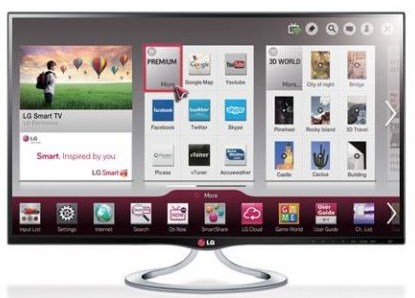 PREMIUM
More
Google Map
Youtube
Facebook
Twitter
Skype
Picasa
vTuner
Accuweather
3D WORLD
More...
City of night
Bridge
Pinwheel
Rocky Island
3D Travel
Castle
Cactus
Building
LG Smart TV
LG Electronics
LG
Smart. Inspired by you
LG Smart
More
Input List
Settings
Internet
Search
On Now
SmartShare
LG Cloud
Game World
User Guide
Ch. List
LG